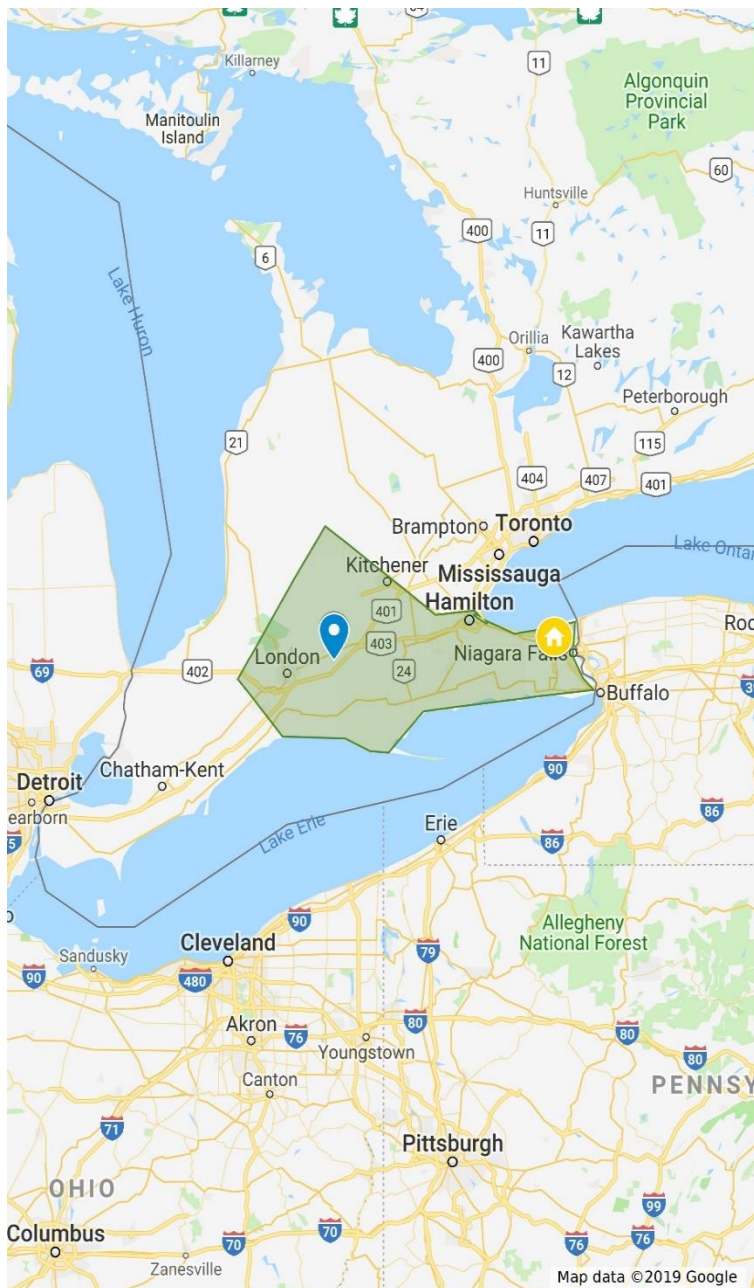 64
Killarney
11
Algonquin
Provincial
Park
Manitoulin
Island
60
Huntsville
400
11
6
Lake Huron
Orillia
Kawartha
Lakes
400
12
Peterborough
21
115
404
407
401
Brampton
Toronto
Lake Ontar
Kitchener
Mississauga
401
Hamilton
403
Niagara Falls
Roc
69
402
London
24
39
Buffalo
Chatham-Kent
90
Detroit
earborn
86
75
Lake Erie
Erie
86
o
90
Allegheny
National Forest
Cleveland
79
Sandusky
90
480
Akron
76
80
80
Youngstown
80
Canton
PENNSY
71
Pittsburgh
OHIO
99
Columbus
70
70
76
76
Zanesville
Map data ©2019 Google